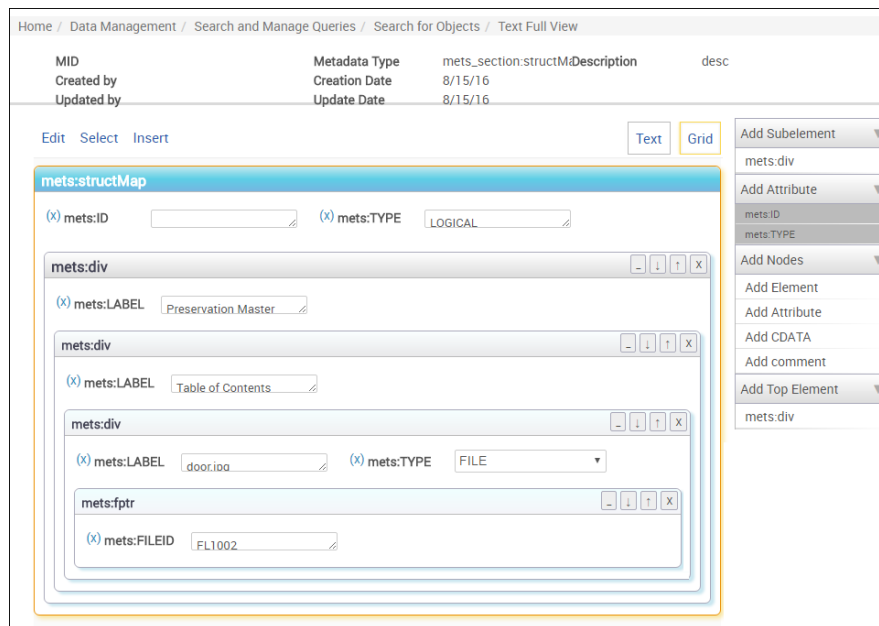 Home / Data Management / Search and Manage Queries / Search for Objects / Text Full View
MID Metadata Type mets_section:structMa Description desc
Created by Creation Date 8/15/16
Updated by Update Date 8/15/16
Edit Select Insert Text Grid
mets:structMap
(x) mets:ID (x) mets:TYPE LOGICAL
mets:div _ ↓ ↑ X
(x) mets:LABEL Preservation Master
mets:div _ ↓ ↑ X
(x) mets:LABEL Table of Contents
mets:div _ ↓ ↑ X
(x) mets:LABEL door.jpg (x) mets:TYPE FILE
mets:fptr _ ↓ ↑ X
(x) mets:FILEID FL1002
Add Subelement
mets:div
Add Attribute
mets:ID
mets:TYPE
Add Nodes
Add Element
Add Attribute
Add CDATA
Add comment
Add Top Element
mets:div